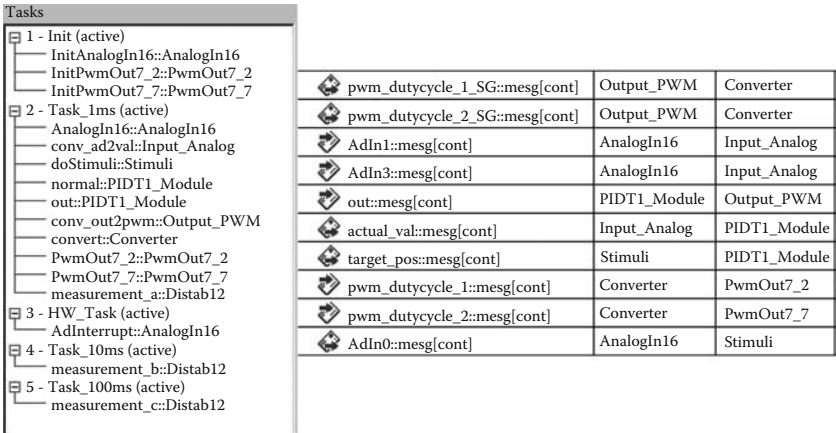 Tasks
1 - Init (active)
InitAnalogIn16::AnalogIn16
InitPwmOut7_2::PwmOut7_2
InitPwmOut7_7::PwmOut7_7
2 - Task_1ms (active)
AnalogIn16::AnalogIn16
conv_ad2val::Input_Analog
doStimuli::Stimuli
normal::PIDT1_Module
out::PIDT1_Module
conv_out2pwm::Output_PWM
convert::Converter
PwmOut7_2::PwmOut7_2
PwmOut7_7::PwmOut7_7
measurement_a::Distab12
3 - HW_Task (active)
AdInterrupt::AnalogIn16
4 - Task_10ms (active)
measurement_b::Distab12
5 - Task_100ms (active)
measurement_c::Distab12
pwm_dutycycle_1_SG::mesg[cont] Output_PWM Converter
pwm_dutycycle_2_SG::mesg[cont] Output_PWM Converter
AdIn1::mesg[cont] AnalogIn16 Input_Analog
AdIn3::mesg[cont] AnalogIn16 Input_Analog
out::mesg[cont] PIDT1_Module Output_PWM
actual_val::mesg[cont] Input_Analog PIDT1_Module
target_pos::mesg[cont] Stimuli PIDT1_Module
pwm_dutycycle_1::mesg[cont] Converter PwmOut7_2
pwm_dutycycle_2::mesg[cont] Converter PwmOut7_7
AdIn0::mesg[cont] AnalogIn16 Stimuli